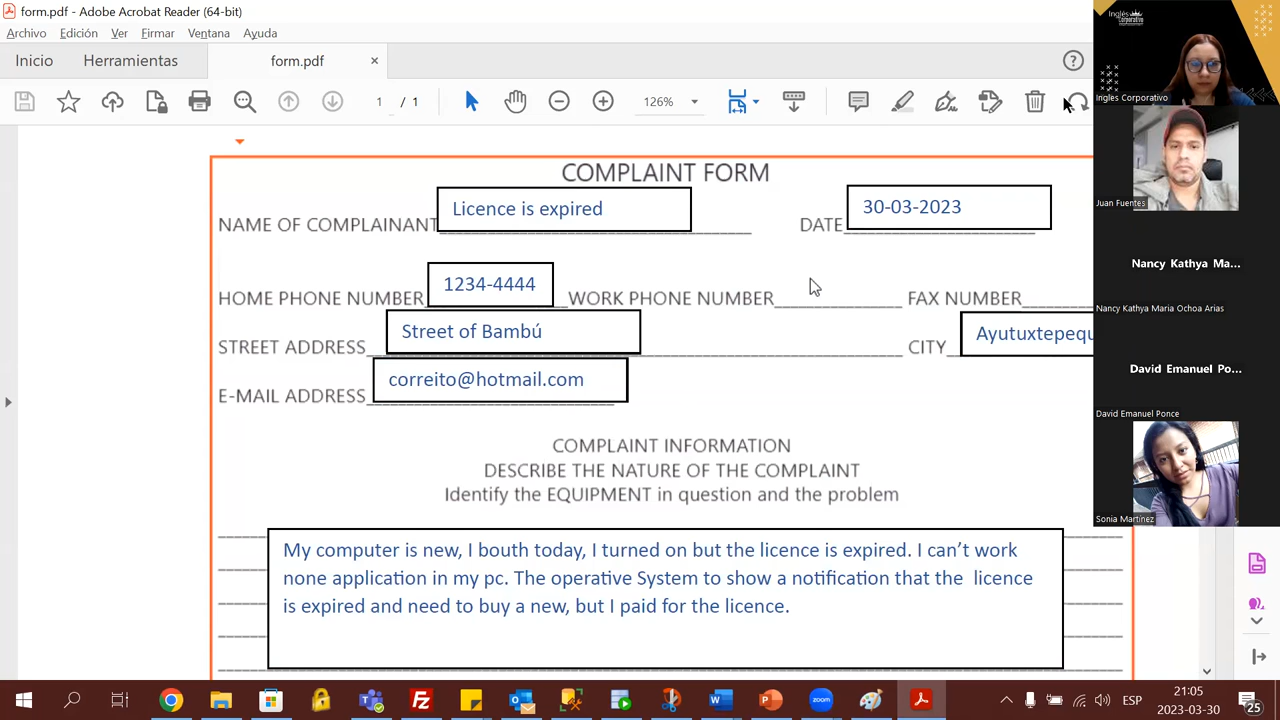 form.pdf - Adobe Acrobat Reader (64-bit)
Archivo Edición Ver Firmar Ventana Ayuda
Inicio Herramientas form.pdf ×
1 / 1 126%
COMPLAINT FORM
NAME OF COMPLAINANT Licence is expired DATE 30-03-2023
HOME PHONE NUMBER 1234-4444 WORK PHONE NUMBER FAX NUMBER
STREET ADDRESS Street of Bambú CITY Ayutuxtepequ
E-MAIL ADDRESS correito@hotmail.com
COMPLAINT INFORMATION
DESCRIBE THE NATURE OF THE COMPLAINT
Identify the EQUIPMENT in question and the problem
My computer is new, I bouth today, I turned on but the licence is expired. I can't work
none application in my pc. The operative System to show a notification that the licence
is expired and need to buy a new, but I paid for the licence.
Inglés
Corporativo
Ingles Corporativo
Juan Fuentes
Nancy Kathya Ma...
Nancy Kathya Maria Ochoa Arias
David Emanuel Po...
David Emanuel Ponce
Sonia Martínez
zoom
ESP
21:05
2023-03-30
25